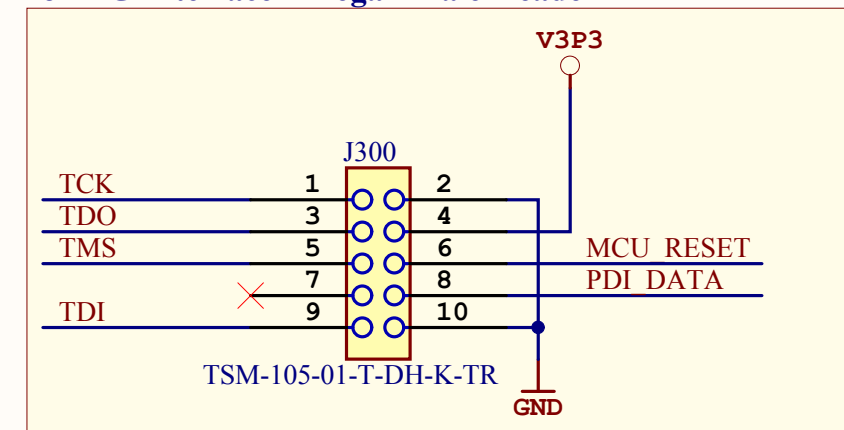 V3P3
J300
TCK 1 2
TDO 3 4
TMS 5 6 MCU_RESET
7 8 PDI_DATA
TDI 9 10
TSM-105-01-T-DH-K-TR
GND